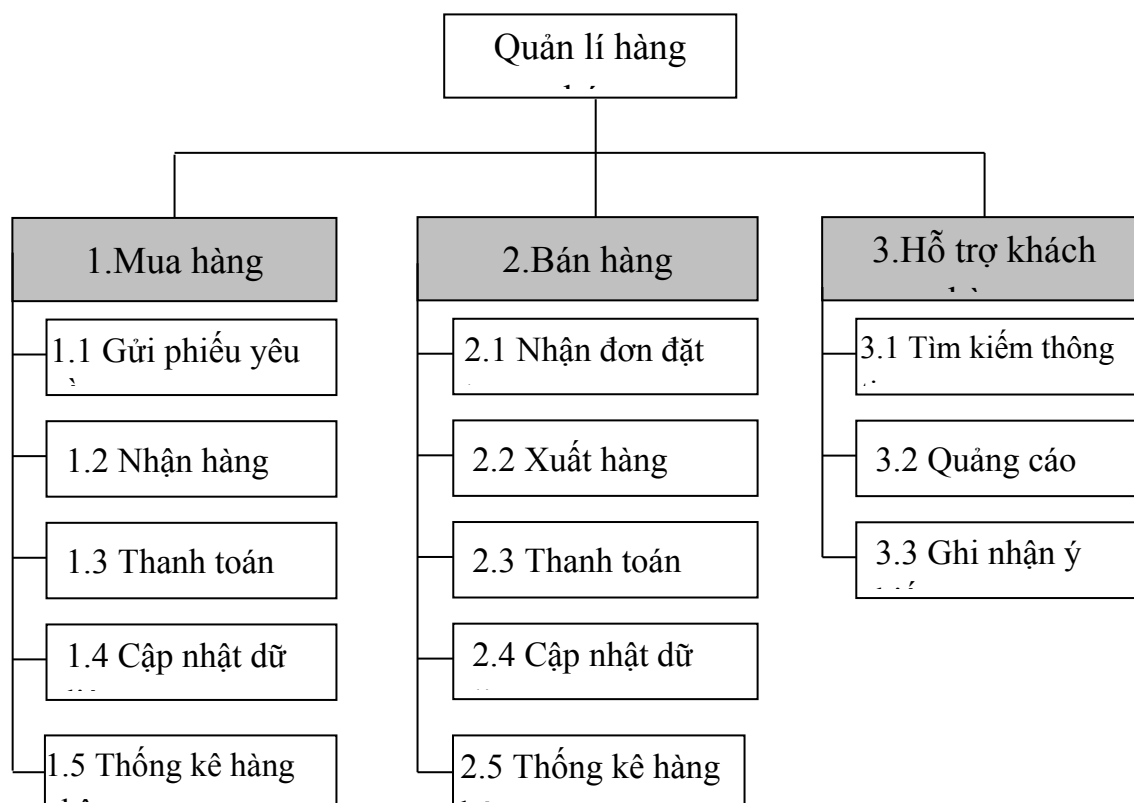 Quản lí hàng
1.Mua hàng
2.Bán hàng
3.Hỗ trợ khách
1.1 Gửi phiếu yêu
1.2 Nhận hàng
1.3 Thanh toán
1.4 Cập nhật dữ
1.5 Thống kê hàng
2.1 Nhận đơn đặt
2.2 Xuất hàng
2.3 Thanh toán
2.4 Cập nhật dữ
2.5 Thống kê hàng
3.1 Tìm kiếm thông
3.2 Quảng cáo
3.3 Ghi nhận ý